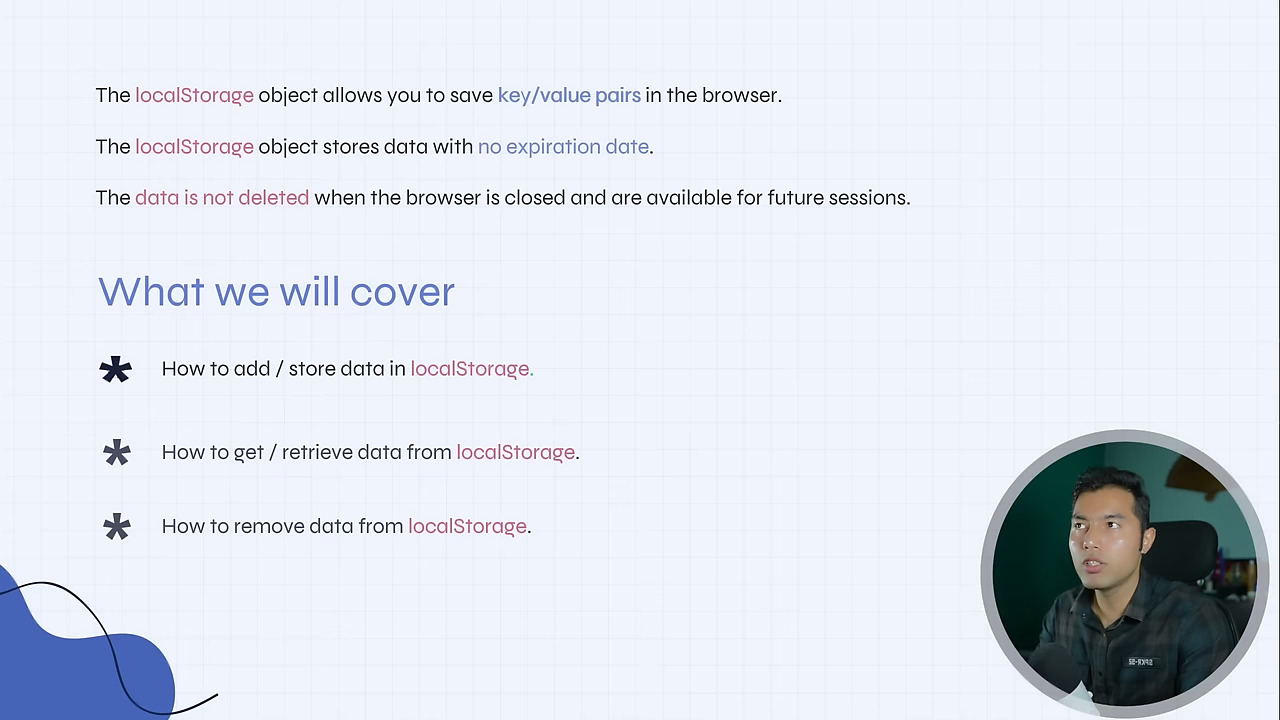 The localStorage object allows you to save key/value pairs in the browser.
The localStorage object stores data with no expiration date.
The data is not deleted when the browser is closed and are available for future sessions.
What we will cover
* How to add / store data in localStorage.
* How to get / retrieve data from localStorage.
* How to remove data from localStorage.